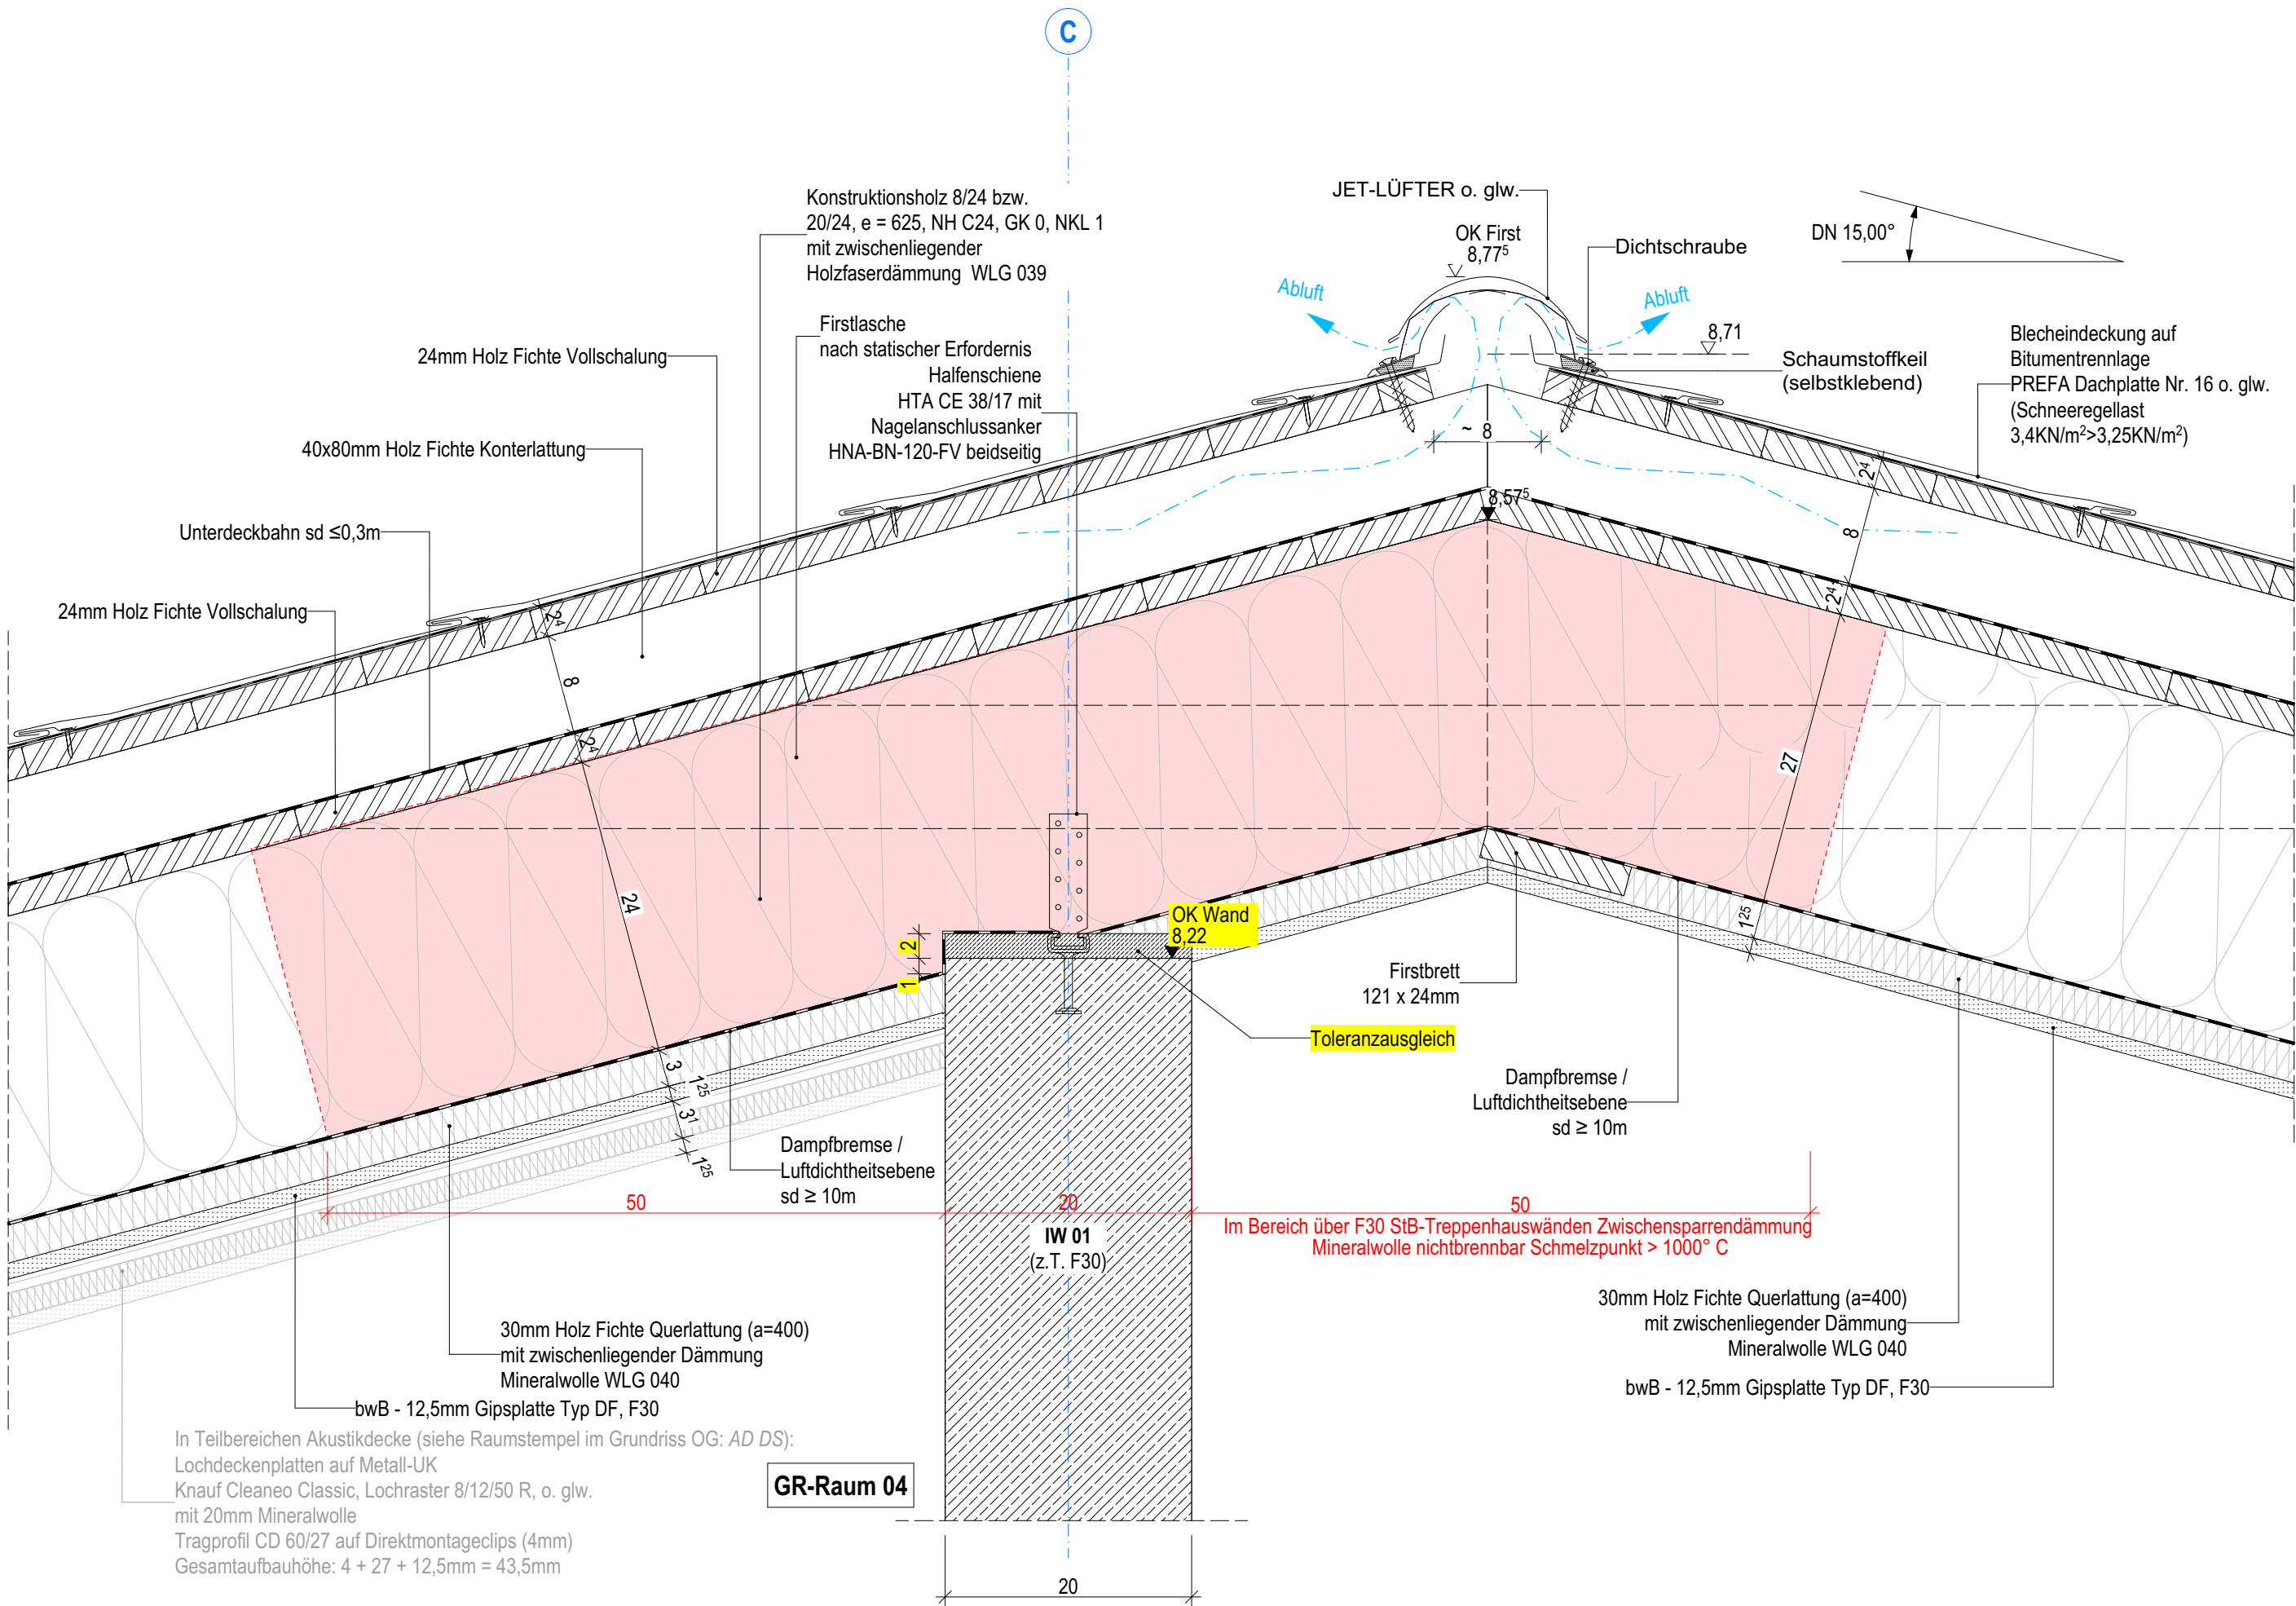 C
Konstruktionsholz 8/24 bzw.
20/24, e = 625, NH C24, GK 0, NKL 1
mit zwischenliegender
Holzfaserdämmung WLG 039
JET-LÜFTER o. glw.
OK First
8,77⁵
Dichtschraube
DN 15,00°
Abluft
Abluft
8,71
Firstlasche
nach statischer Erfordernis
Halfenschiene
HTA CE 38/17 mit
Nagelanschlussanker
HNA-BN-120-FV beidseitig
24mm Holz Fichte Vollschalung
Schaumstoffkeil
(selbstklebend)
Blecheindeckung auf
Bitumentrennlage
PREFA Dachplatte Nr. 16 o. glw.
(Schneeregellast
3,4KN/m²>3,25KN/m²)
40x80mm Holz Fichte Konterlattung
~ 8
2⁴
8,57⁵
Unterdeckbahn sd ≤0,3m
8
24mm Holz Fichte Vollschalung
2⁴
2⁴
8
2⁴
27
24
OK Wand
8,22
2
1
1²⁵
Firstbrett
121 x 24mm
Toleranzausgleich
3
1²⁵
3¹
1²⁵
Dampfbremse /
Luftdichtheitsebene
sd ≥ 10m
Dampfbremse /
Luftdichtheitsebene
sd ≥ 10m
50
20
50
Im Bereich über F30 StB-Treppenhauswänden Zwischensparrendämmung
Mineralwolle nichtbrennbar Schmelzpunkt > 1000° C
IW 01
(z.T. F30)
30mm Holz Fichte Querlattung (a=400)
mit zwischenliegender Dämmung
Mineralwolle WLG 040
bwB - 12,5mm Gipsplatte Typ DF, F30
30mm Holz Fichte Querlattung (a=400)
mit zwischenliegender Dämmung
Mineralwolle WLG 040
bwB - 12,5mm Gipsplatte Typ DF, F30
In Teilbereichen Akustikdecke (siehe Raumstempel im Grundriss OG: AD DS):
Lochdeckenplatten auf Metall-UK
Knauf Cleaneo Classic, Lochraster 8/12/50 R, o. glw.
mit 20mm Mineralwolle
Tragprofil CD 60/27 auf Direktmontageclips (4mm)
Gesamtaufbauhöhe: 4 + 27 + 12,5mm = 43,5mm
GR-Raum 04
20